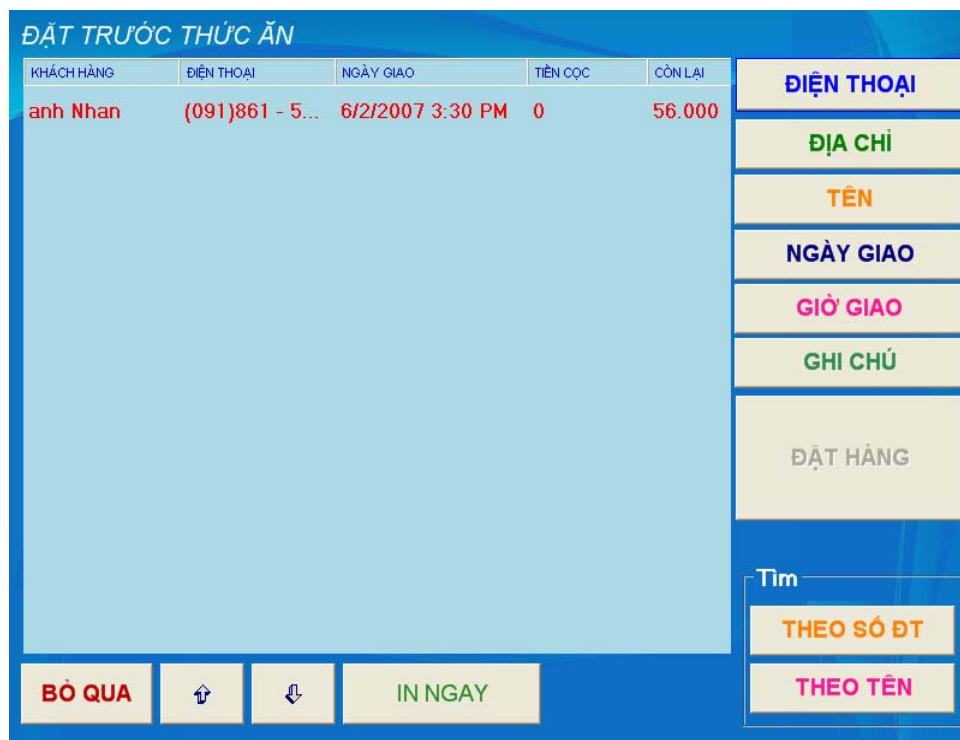 ĐẶT TRƯỚC THỨC ĂN
KHÁCH HÀNG ĐIỆN THOẠI NGÀY GIAO TIỀN CỌC CÒN LẠI
anh Nhan (091)861 - 5... 6/2/2007 3:30 PM 0 56.000
ĐIỆN THOẠI
ĐỊA CHỈ
TÊN
NGÀY GIAO
GIỜ GIAO
GHI CHÚ
ĐẶT HÀNG
Tìm
THEO SỐ ĐT
THEO TÊN
BỎ QUA IN NGAY